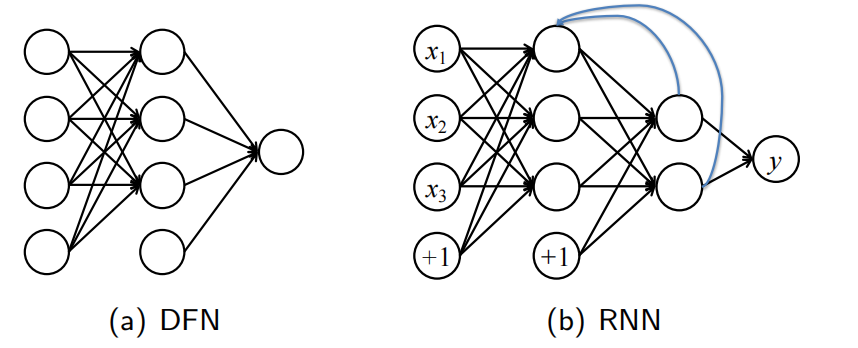 x1
x2
x3
+1
+1
y
(a) DFN
(b) RNN